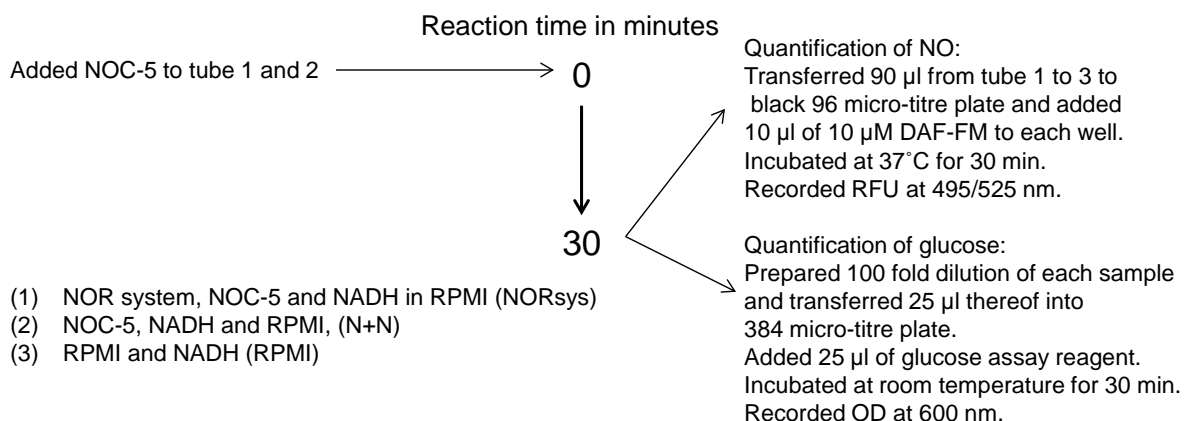 Reaction time in minutes
Added NOC-5 to tube 1 and 2
0
30
Quantification of NO:
Transferred 90 µl from tube 1 to 3 to
black 96 micro-titre plate and added
10 µl of 10 µM DAF-FM to each well.
Incubated at 37˚C for 30 min.
Recorded RFU at 495/525 nm.
Quantification of glucose:
Prepared 100 fold dilution of each sample
and transferred 25 µl thereof into
384 micro-titre plate.
Added 25 µl of glucose assay reagent.
Incubated at room temperature for 30 min.
Recorded OD at 600 nm.
(1) NOR system, NOC-5 and NADH in RPMI (NORsys)
(2) NOC-5, NADH and RPMI, (N+N)
(3) RPMI and NADH (RPMI)